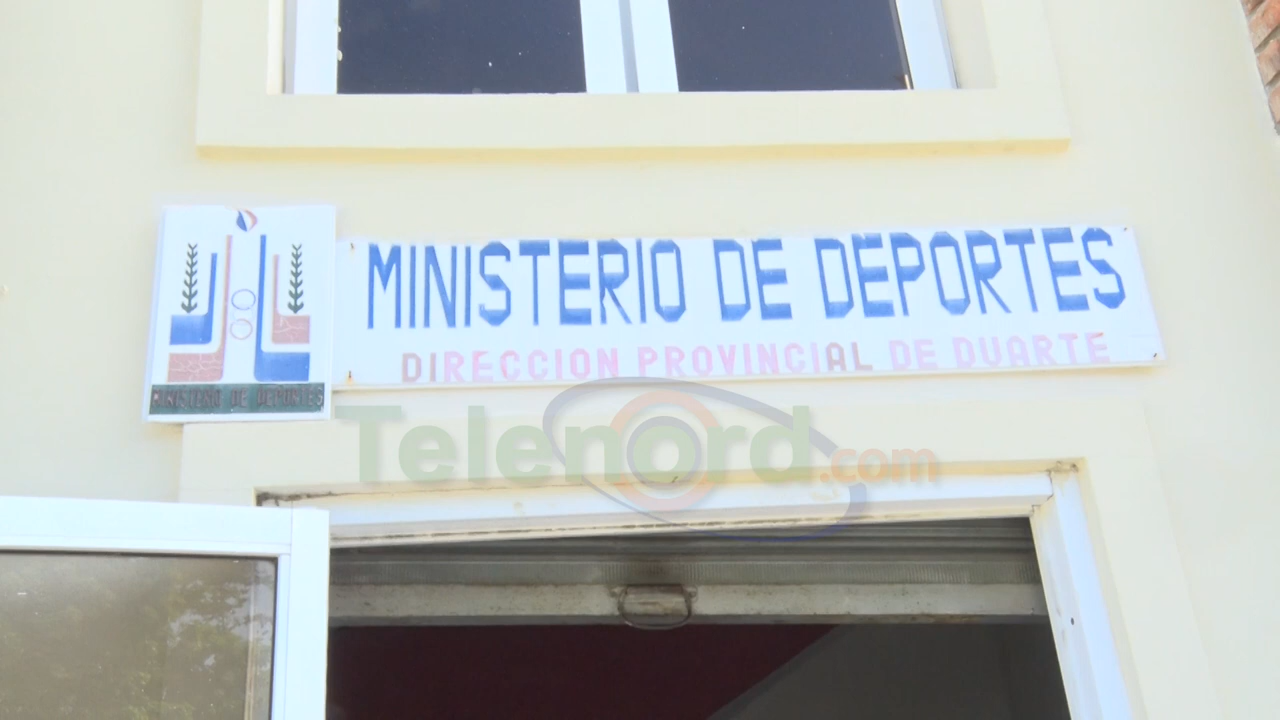 MINISTERIO DE DEPORTES
DIRECCION PROVINCIAL DE DUARTE
MINISTERIO DE DEPORTES
Telenord.com